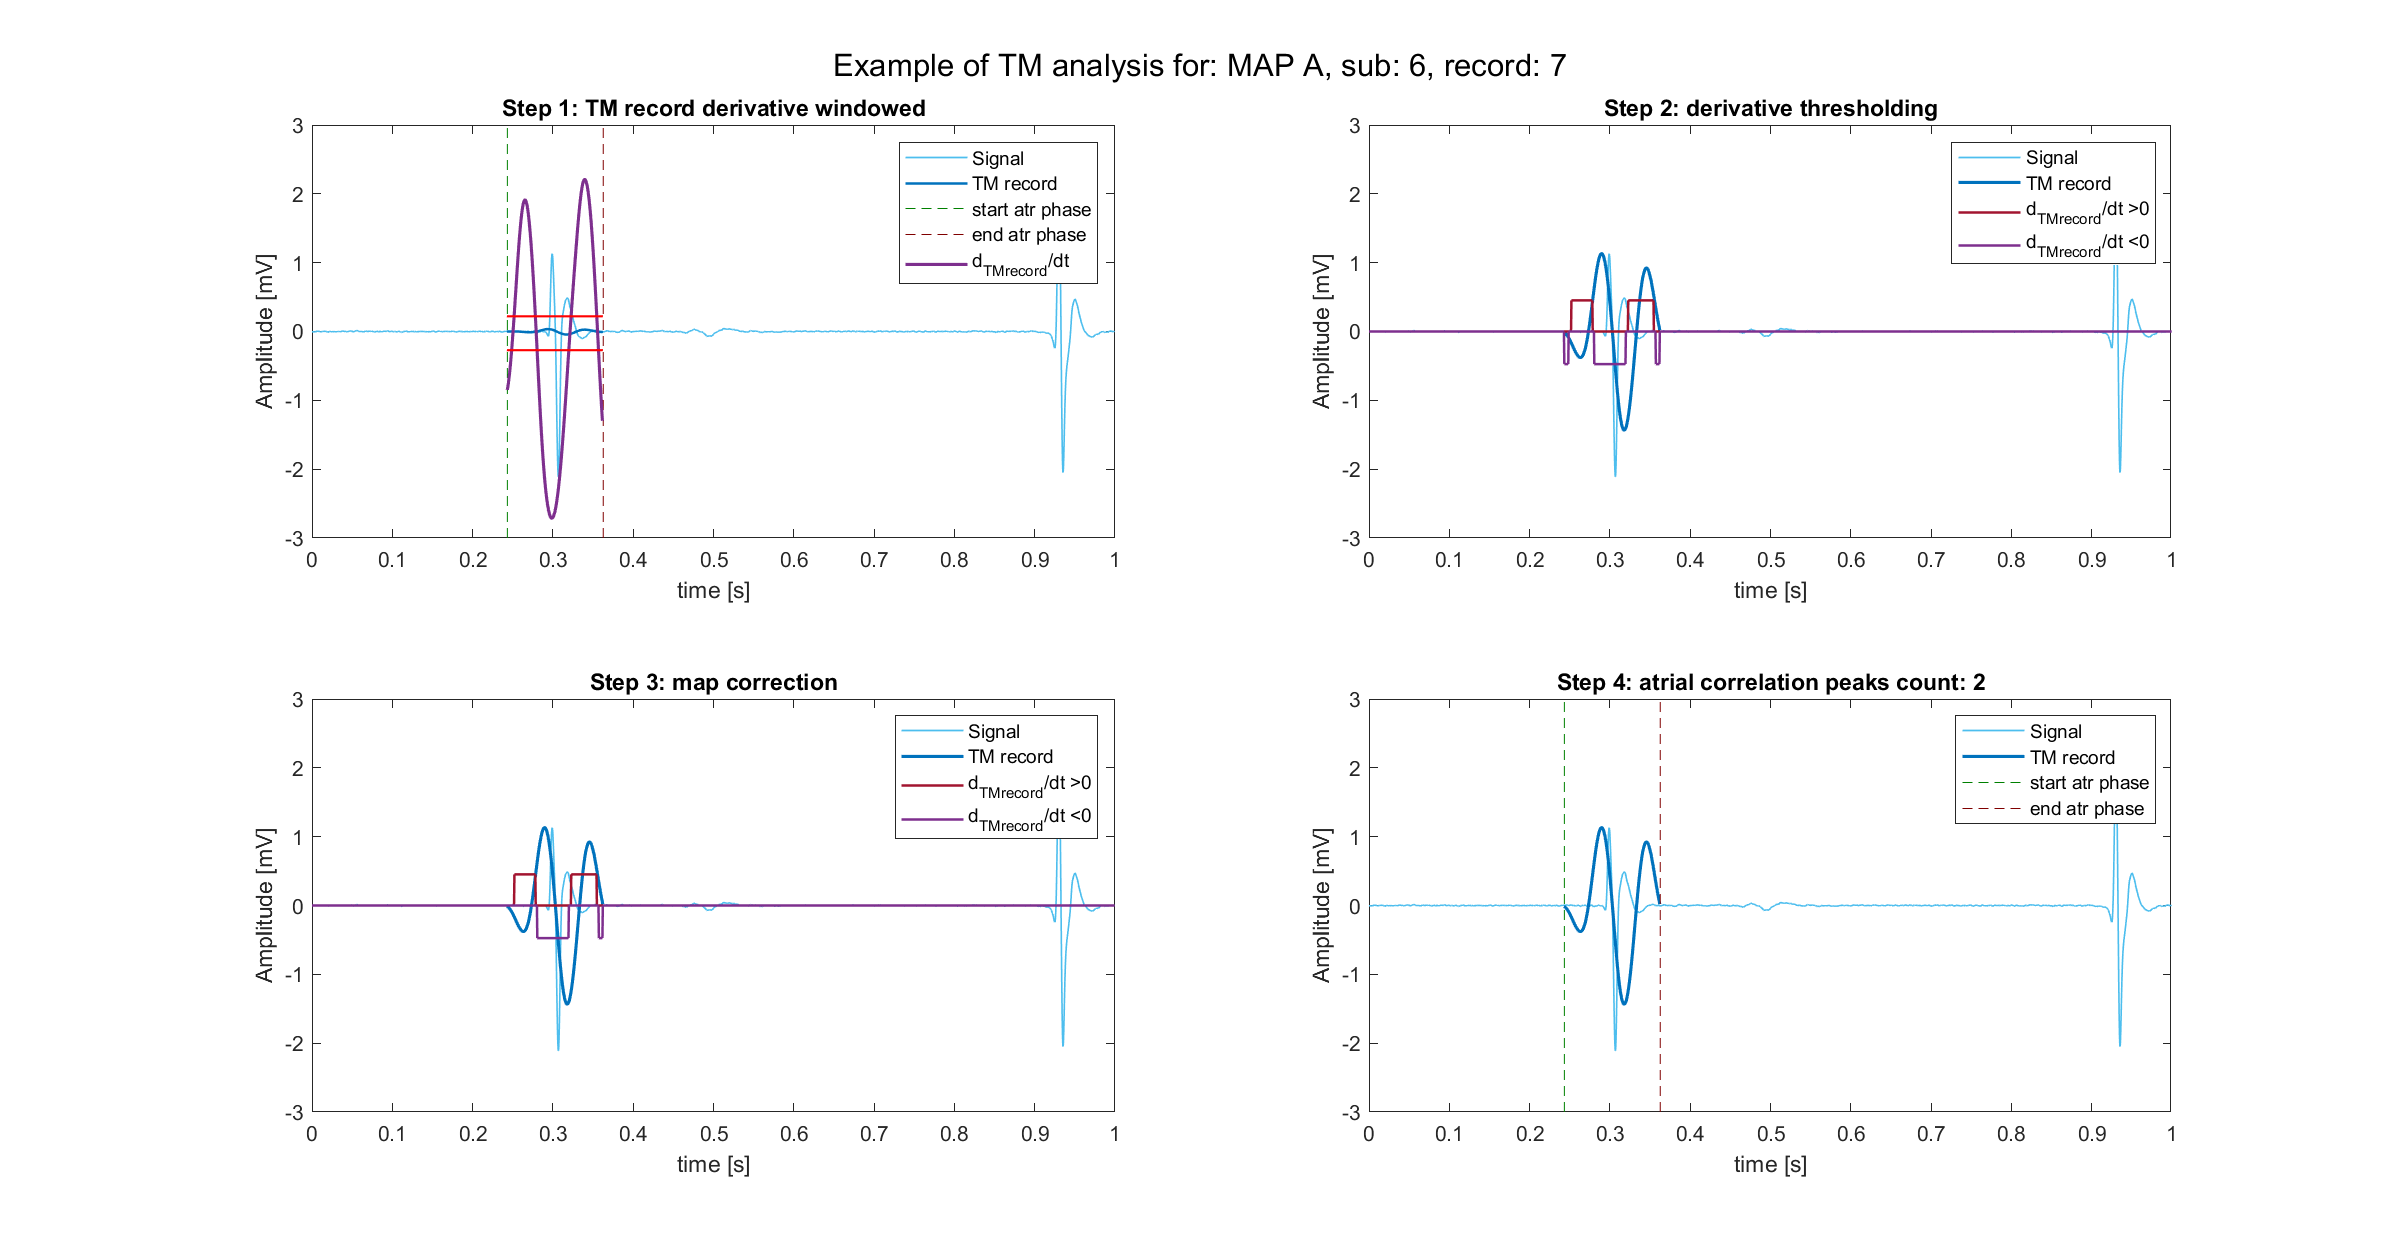 Example of TM analysis for: MAP A, sub: 6, record: 7
Step 1: TM record derivative windowed
3
2
1
0
-1
-2
-3
Amplitude [mV]
0 0.1 0.2 0.3 0.4 0.5 0.6 0.7 0.8 0.9 1
time [s]
Signal
TM record
start atr phase
end atr phase
dTMrecord/dt
Step 2: derivative thresholding
3
2
1
0
-1
-2
-3
Amplitude [mV]
0 0.1 0.2 0.3 0.4 0.5 0.6 0.7 0.8 0.9 1
time [s]
Signal
TM record
dTMrecord/dt >0
dTMrecord/dt <0
Step 3: map correction
3
2
1
0
-1
-2
-3
Amplitude [mV]
0 0.1 0.2 0.3 0.4 0.5 0.6 0.7 0.8 0.9 1
time [s]
Signal
TM record
dTMrecord/dt >0
dTMrecord/dt <0
Step 4: atrial correlation peaks count: 2
3
2
1
0
-1
-2
-3
Amplitude [mV]
0 0.1 0.2 0.3 0.4 0.5 0.6 0.7 0.8 0.9 1
time [s]
Signal
TM record
start atr phase
end atr phase